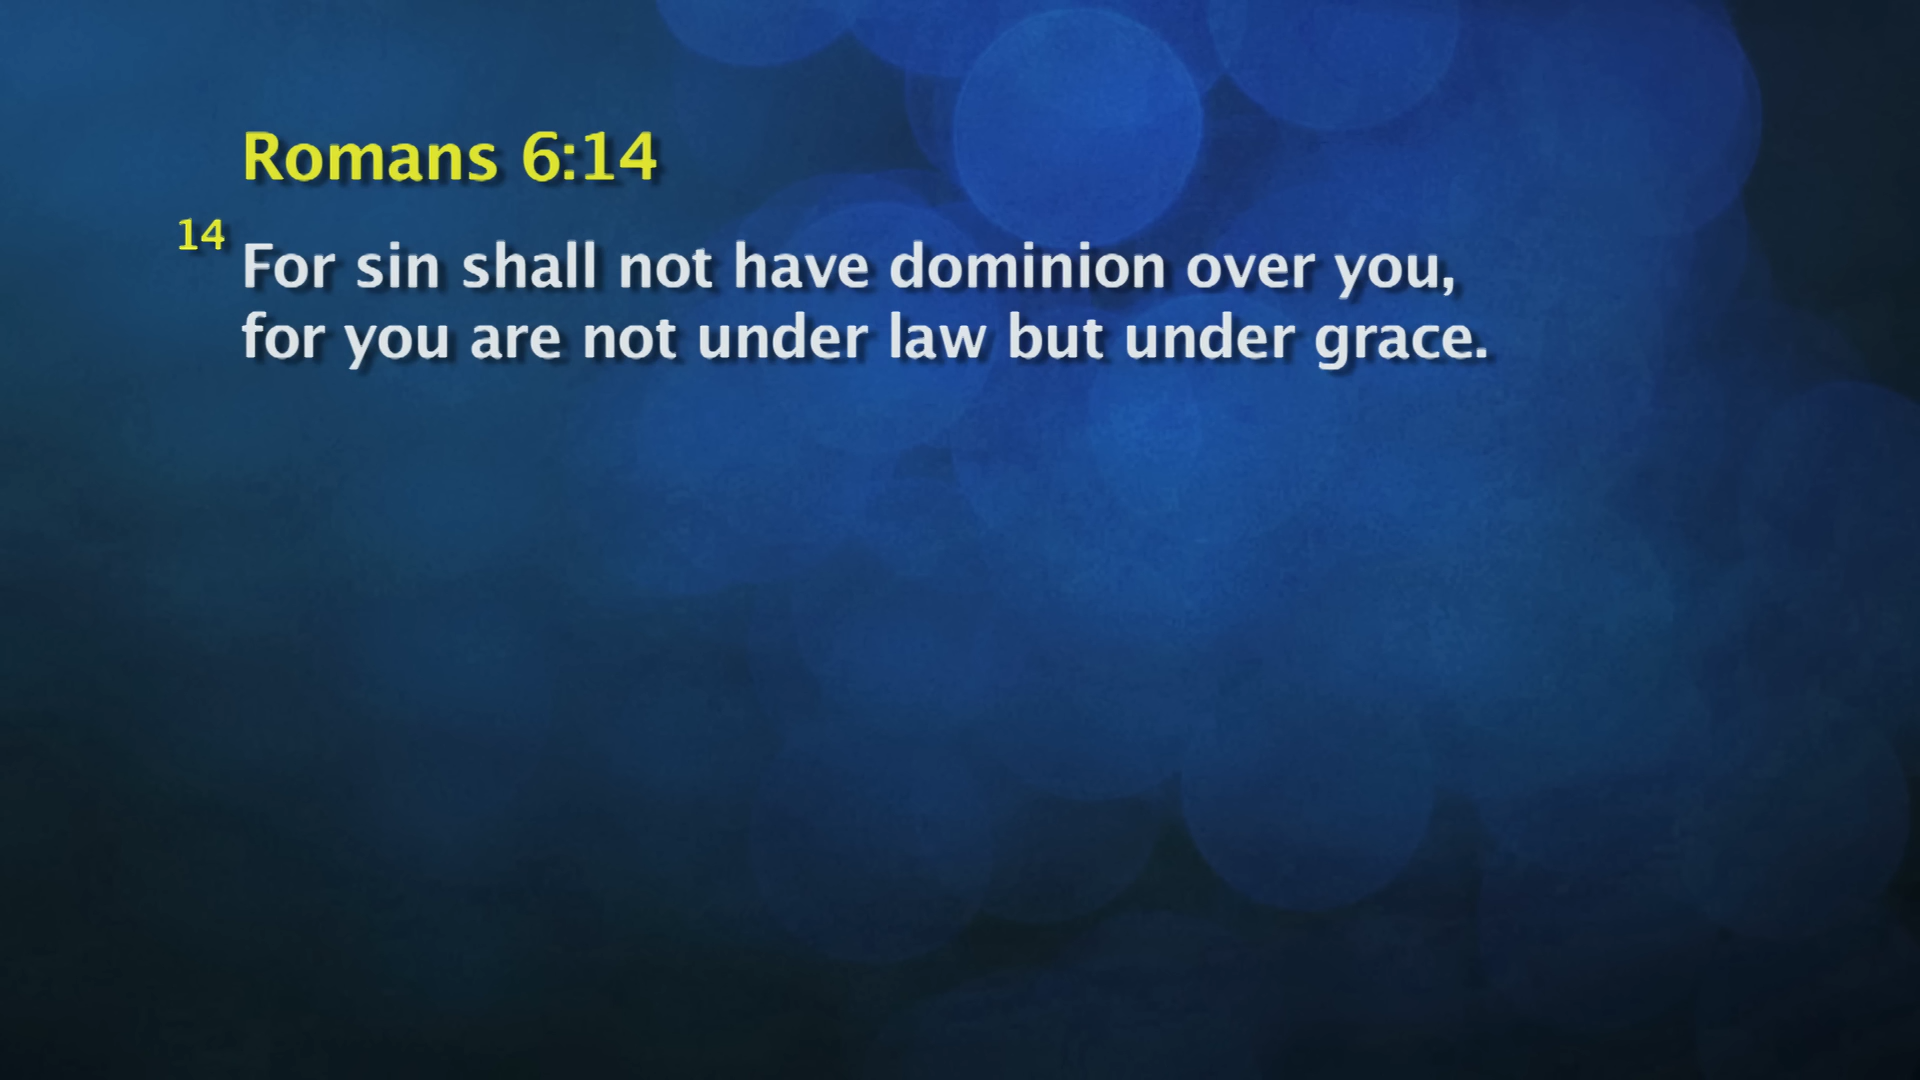 Romans 6:14
14 For sin shall not have dominion over you,
for you are not under law but under grace.